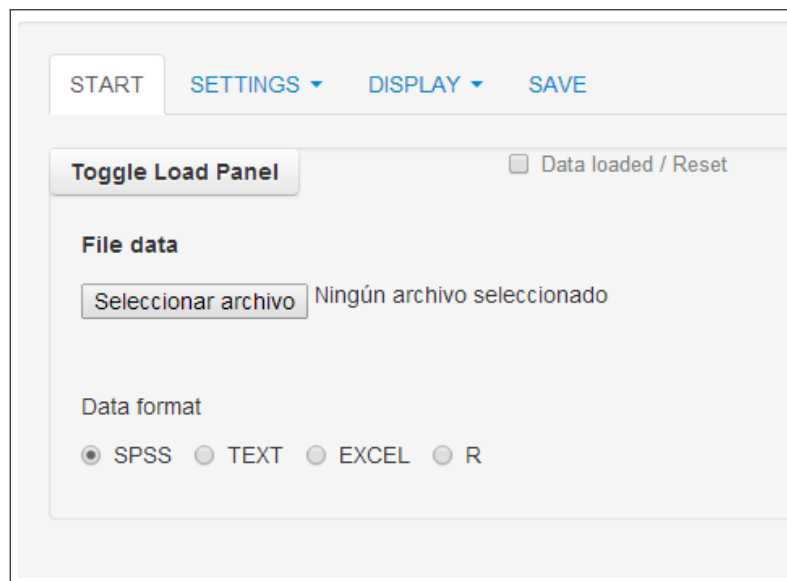 START SETTINGS DISPLAY SAVE
Toggle Load Panel Data loaded / Reset
File data
Seleccionar archivo Ningún archivo seleccionado
Data format
SPSS TEXT EXCEL R